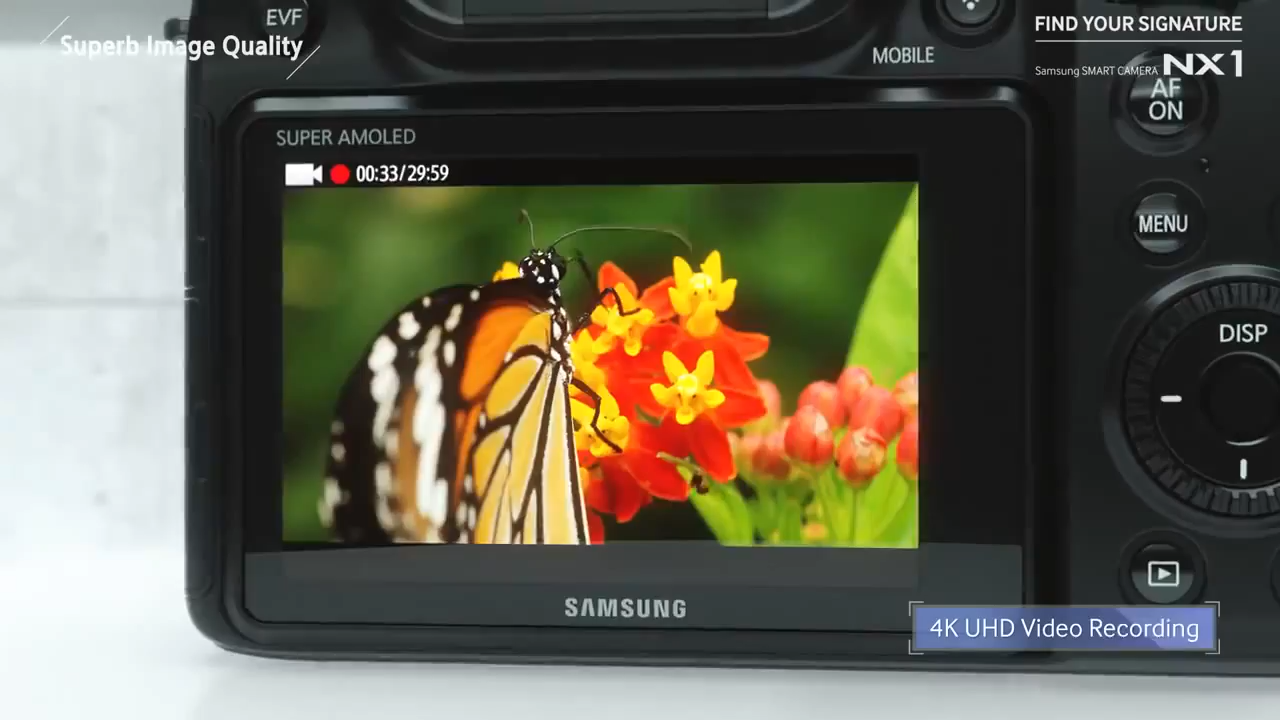 EVF
Superb Image Quality
FIND YOUR SIGNATURE
MOBILE
Samsung SMART CAMERA NX1
AF
ON
SUPER AMOLED
00:33/29:59
MENU
DISP
SAMSUNG
4K UHD Video Recording